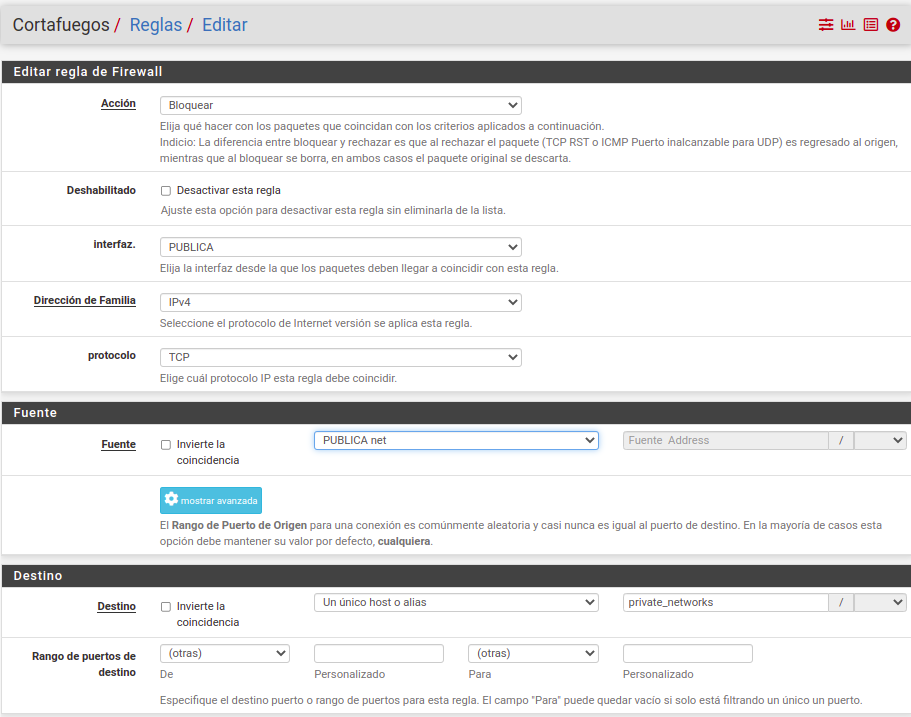 Cortafuegos / Reglas / Editar
Editar regla de Firewall
Acción
Bloquear
Elija qué hacer con los paquetes que coincidan con los criterios aplicados a continuación.
Indicio: La diferencia entre bloquear y rechazar es que al rechazar el paquete (TCP RST o ICMP Puerto inalcanzable para UDP) es regresado al origen,
mientras que al bloquear se borra, en ambos casos el paquete original se descarta.
Deshabilitado
Desactivar esta regla
Ajuste esta opción para desactivar esta regla sin eliminarla de la lista.
interfaz.
PUBLICA
Elija la interfaz desde la que los paquetes deben llegar a coincidir con esta regla.
Dirección de Familia
IPv4
Seleccione el protocolo de Internet versión se aplica esta regla.
protocolo
TCP
Elige cuál protocolo IP esta regla debe coincidir.
Fuente
Fuente
Invierte la
coincidencia
PUBLICA net
Fuente Address
/
mostrar avanzada
El Rango de Puerto de Origen para una conexión es comúnmente aleatoria y casi nunca es igual al puerto de destino. En la mayoría de casos esta
opción debe mantener su valor por defecto, cualquiera.
Destino
Destino
Invierte la
coincidencia
Un único host o alias
private_networks
/
Rango de puertos de
destino
(otras)
(otras)
De
Personalizado
Para
Personalizado
Especifique el destino puerto o rango de puertos para esta regla. El campo "Para" puede quedar vacío si solo está filtrando un único un puerto.